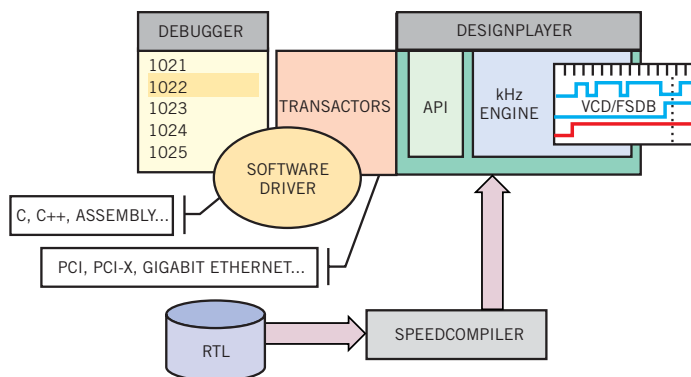 DEBUGGER
DESIGNPLAYER
1021
1022
1023
1024
1025
TRANSACTORS
API
kHz
ENGINE
VCD/FSDB
SOFTWARE
DRIVER
C, C++, ASSEMBLY...
PCI, PCI-X, GIGABIT ETHERNET...
RTL
SPEEDCOMPILER